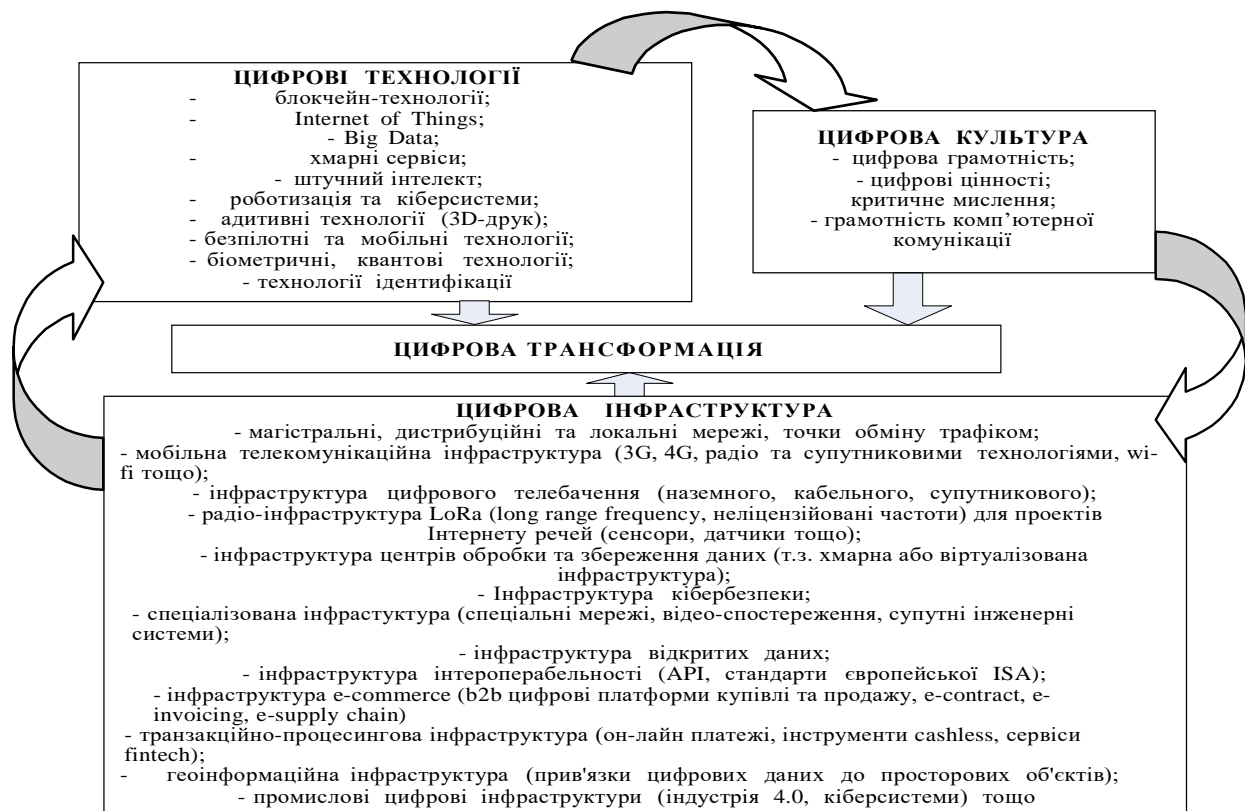 ЦИФРОВІ ТЕХНОЛОГІЇ
- блокчейн-технології;
- Internet of Things;
- Big Data;
- хмарні сервіси;
- штучний інтелект;
- роботизація та кіберсистеми;
- адитивні технології (3D-друк);
- безпілотні та мобільні технології;
- біометричні, квантові технології;
- технології ідентифікації
ЦИФРОВА КУЛЬТУРА
- цифрова грамотність;
- цифрові цінності;
критичне мислення;
- грамотність комп’ютерної
комунікації
ЦИФРОВА ТРАНСФОРМАЦІЯ
ЦИФРОВА ІНФРАСТРУКТУРА
- магістральні, дистрибуційні та локальні мережі, точки обміну трафіком;
- мобільна телекомунікаційна інфраструктура (3G, 4G, радіо та супутниковими технологіями, wi-
fi тощо);
- інфраструктура цифрового телебачення (наземного, кабельного, супутникового);
- радіо-інфраструктура LoRa (long range frequency, неліцензійовані частоти) для проектів
Інтернету речей (сенсори, датчики тощо);
- інфраструктура центрів обробки та збереження даних (т.з. хмарна або віртуалізована
інфраструктура);
- Інфраструктура кібербезпеки;
- спеціалізована інфрастуктура (спеціальні мережі, відео-спостереження, супутні інженерні
системи);
- інфраструктура відкритих даних;
- інфраструктура інтероперабельності (API, стандарти європейської ISA);
- інфраструктура e-commerce (b2b цифрові платформи купівлі та продажу, e-contract, e-
invoicing, e-supply chain)
- транзакційно-процесингова інфраструктура (он-лайн платежі, інструменти cashless, сервіси
fintech);
- геоінформаційна інфраструктура (прив'язки цифрових даних до просторових об'єктів);
- промислові цифрові інфраструктури (індустрія 4.0, кіберсистеми) тощо